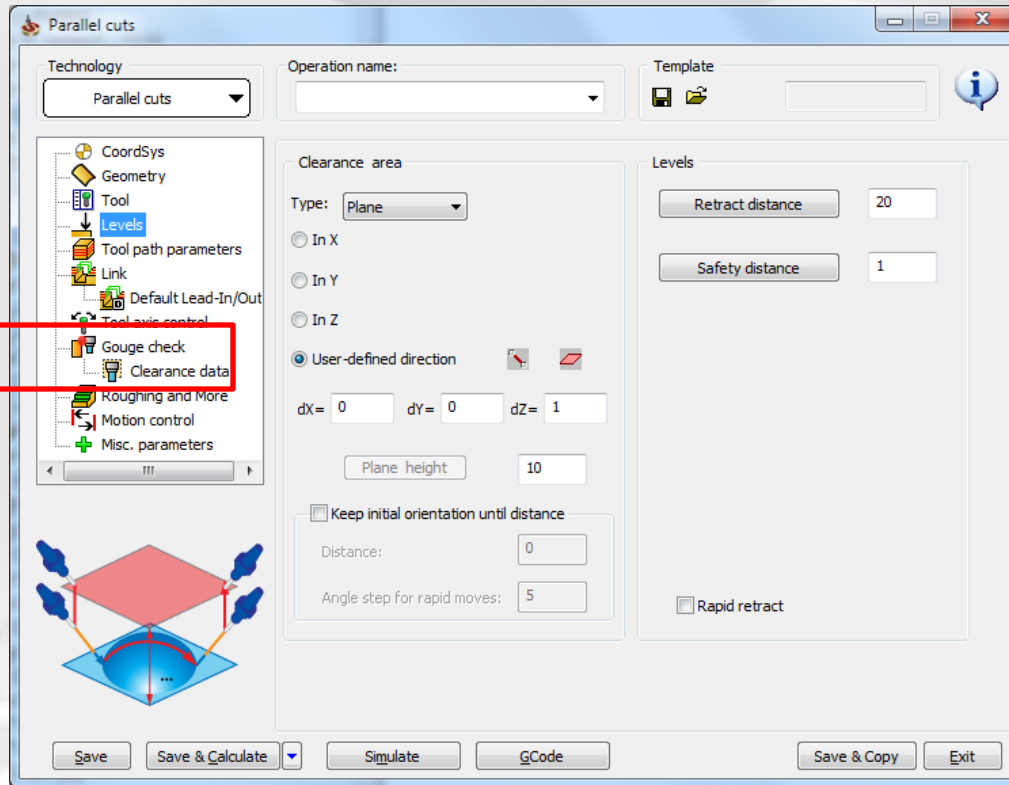 Parallel cuts
Technology
Parallel cuts
Operation name:
Template
CoordSys
Geometry
Tool
Levels
Tool path parameters
Link
Default Lead-In/Out
Tool axis control
Gouge check
Clearance data
Roughing and More
Motion control
Misc. parameters
Clearance area
Type: Plane
In X
In Y
In Z
User-defined direction
dX= 0 dY= 0 dZ= 1
Plane height 10
Keep initial orientation until distance
Distance: 0
Angle step for rapid moves: 5
Levels
Retract distance 20
Safety distance 1
Rapid retract
...
Save Save & Calculate Simulate GCode Save & Copy Exit